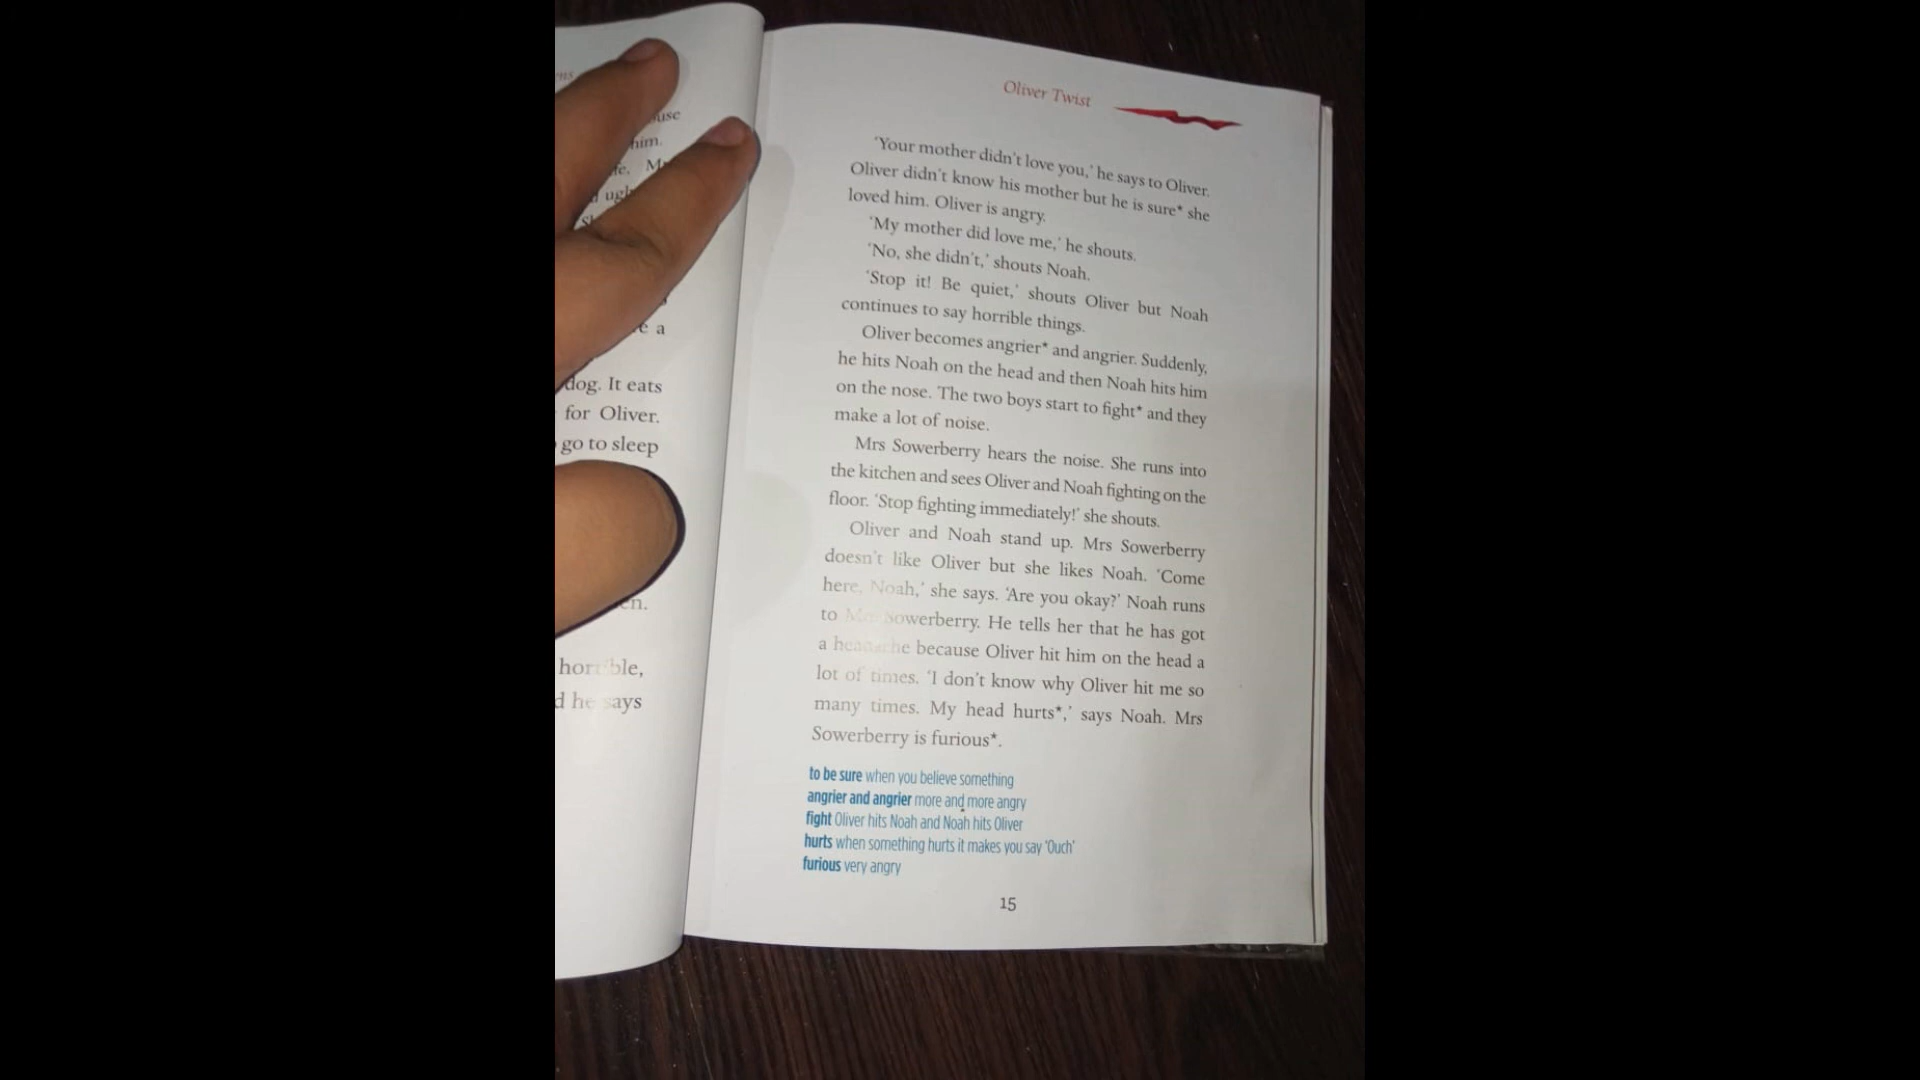 use
him.
fe. Mr
ugl
e a
dog. It eats
for Oliver.
go to sleep
en.
horrible,
d he says
Oliver Twist
'Your mother didn't love you,' he says to Oliver.
Oliver didn't know his mother but he is sure* she
loved him. Oliver is angry.
'My mother did love me,' he shouts.
'No, she didn't,' shouts Noah.
'Stop it! Be quiet,' shouts Oliver but Noah
continues to say horrible things.
Oliver becomes angrier* and angrier. Suddenly,
he hits Noah on the head and then Noah hits him
on the nose. The two boys start to fight* and they
make a lot of noise.
Mrs Sowerberry hears the noise. She runs into
the kitchen and sees Oliver and Noah fighting on the
floor. 'Stop fighting immediately!' she shouts.
Oliver and Noah stand up. Mrs Sowerberry
doesn't like Oliver but she likes Noah. 'Come
here, Noah,' she says. 'Are you okay?' Noah runs
to Mrs Sowerberry. He tells her that he has got
a headache because Oliver hit him on the head a
lot of times. 'I don't know why Oliver hit me so
many times. My head hurts*,' says Noah. Mrs
Sowerberry is furious*.
to be sure when you believe something
angrier and angrier more and more angry
fight Oliver hits Noah and Noah hits Oliver
hurts when something hurts it makes you say 'Ouch'
furious very angry
15